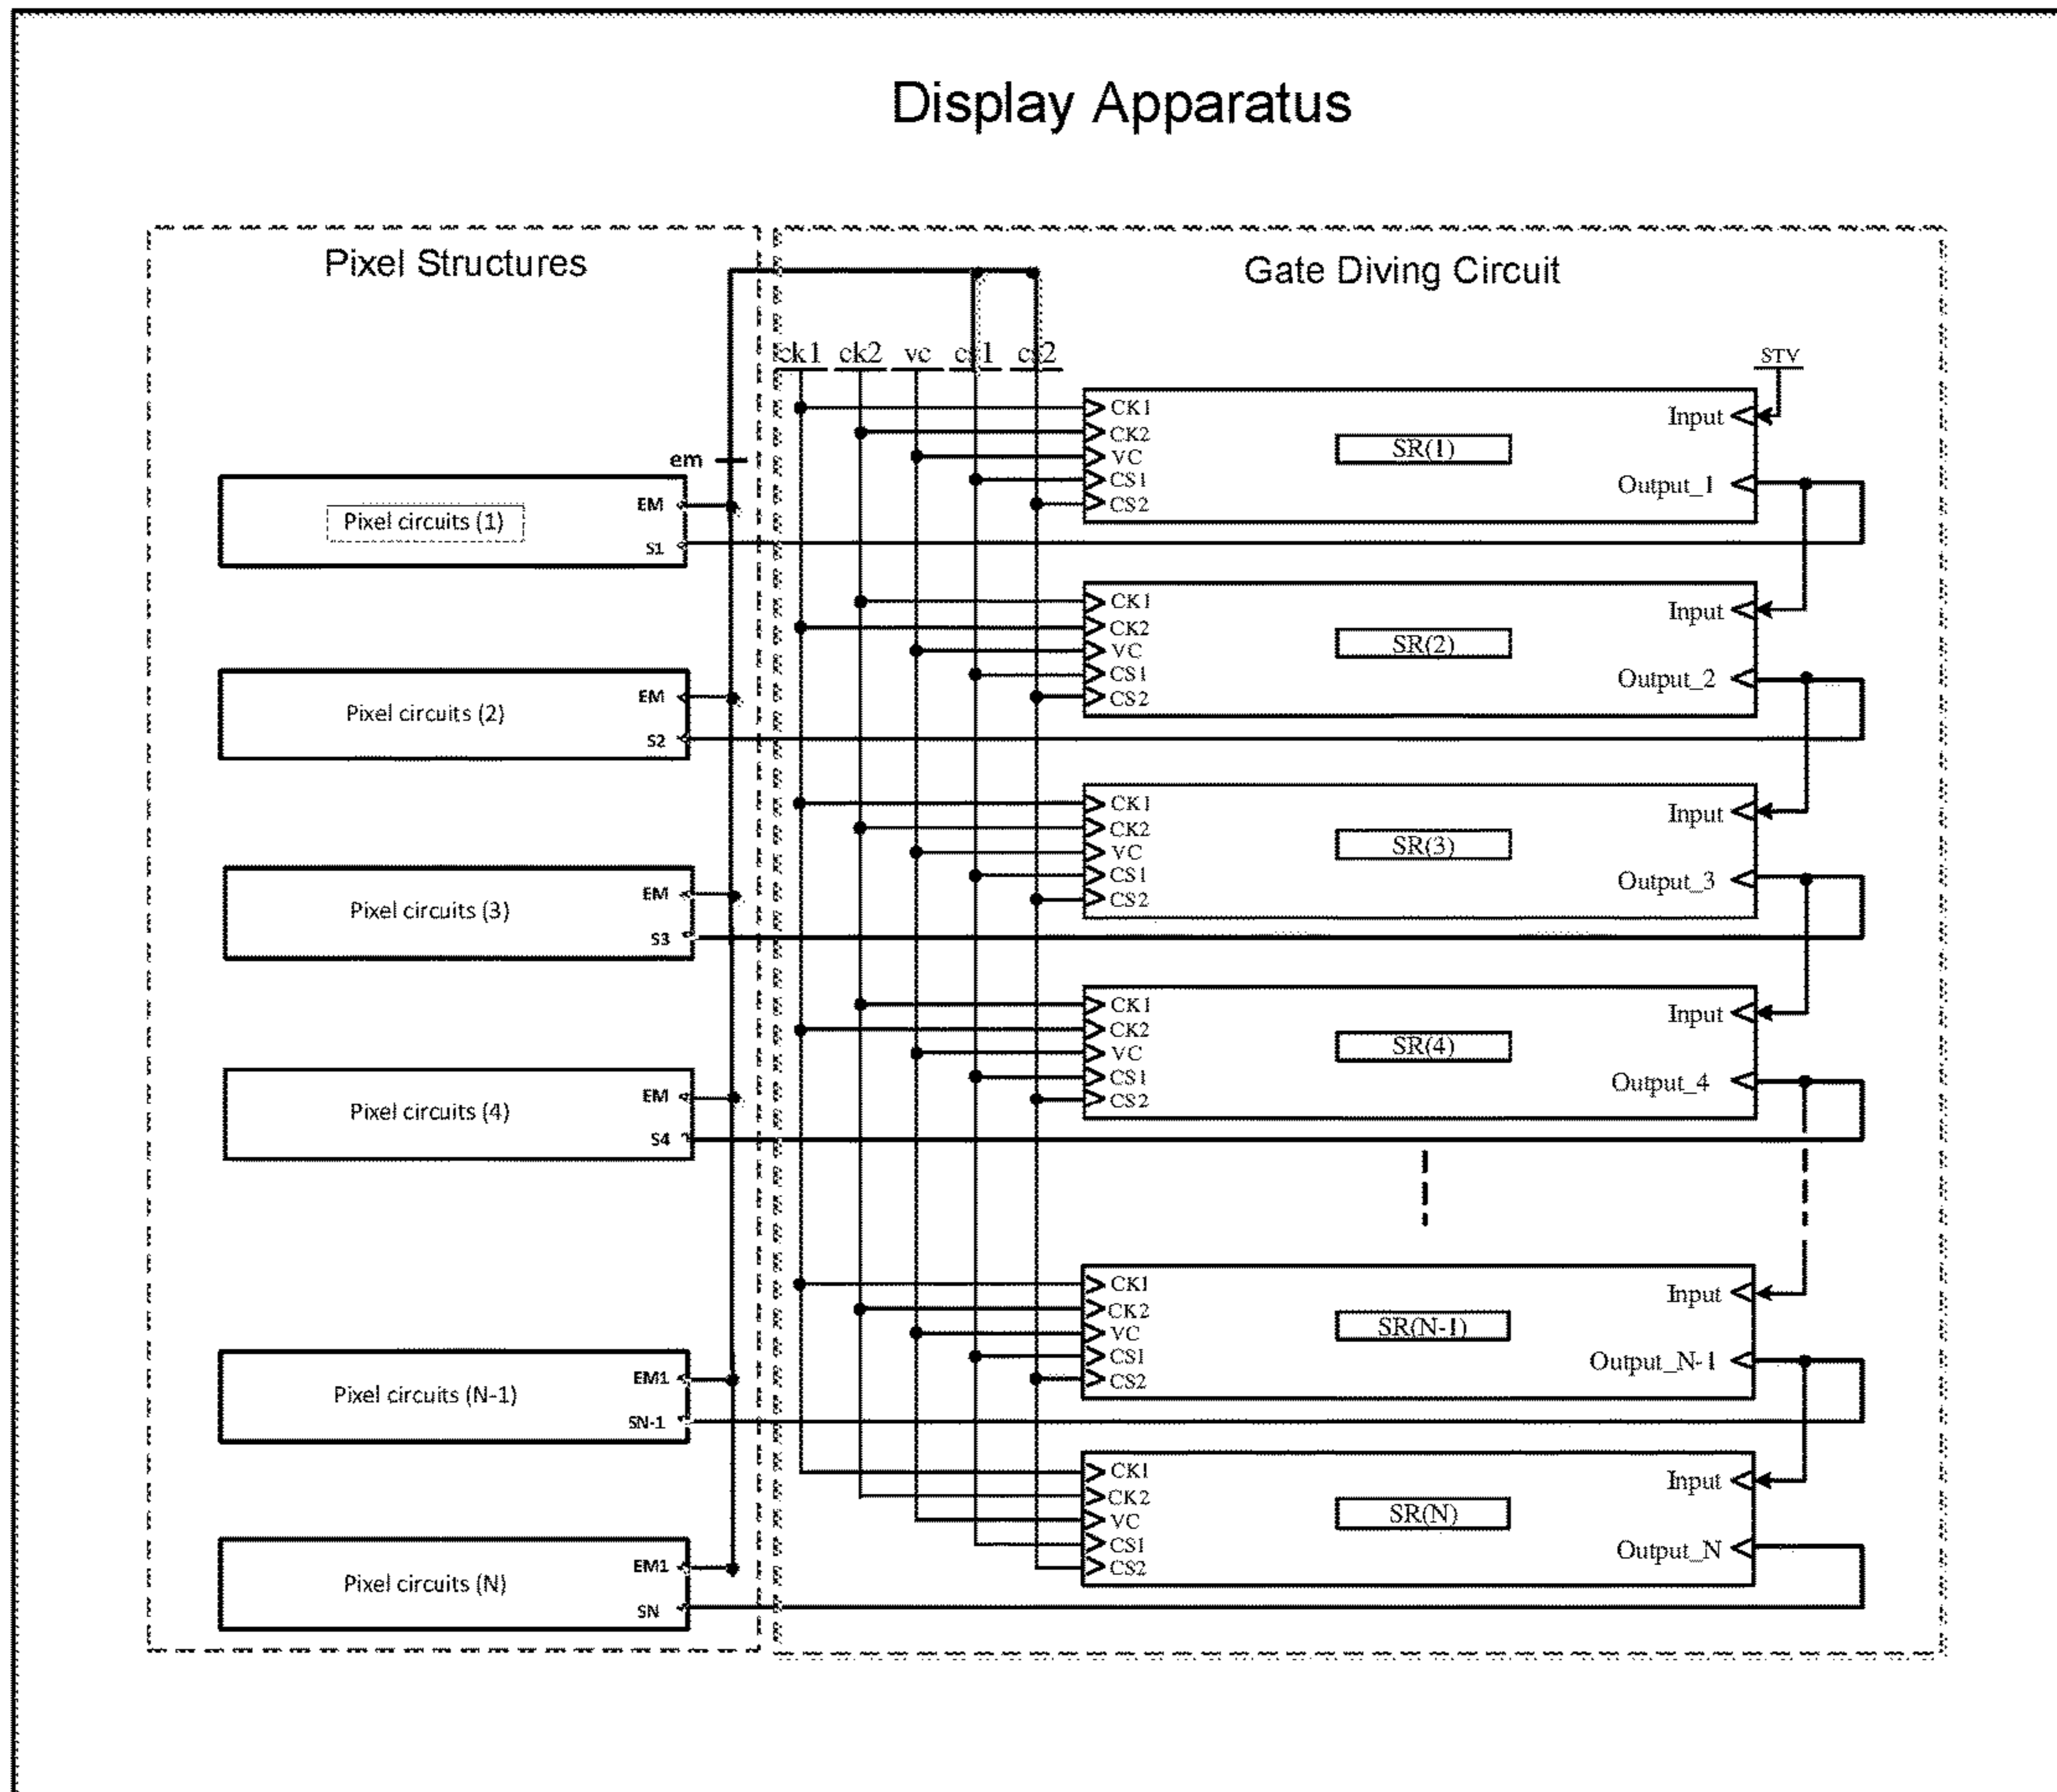 Display Apparatus
Pixel Structures
Gate Diving Circuit
ck1 ck2 vc cs1 cs2
STV
em
Pixel circuits (1)
EM
S1
CK1
CK2
VC
CS1
CS2
SR(1)
Input
Output_1
Pixel circuits (2)
EM
S2
CK1
CK2
VC
CS1
CS2
SR(2)
Input
Output_2
Pixel circuits (3)
EM
S3
CK1
CK2
VC
CS1
CS2
SR(3)
Input
Output_3
Pixel circuits (4)
EM
S4
CK1
CK2
VC
CS1
CS2
SR(4)
Input
Output_4
Pixel circuits (N-1)
EM1
SN-1
CK1
CK2
VC
CS1
CS2
SR(N-1)
Input
Output_N-1
Pixel circuits (N)
EM1
SN
CK1
CK2
VC
CS1
CS2
SR(N)
Input
Output_N